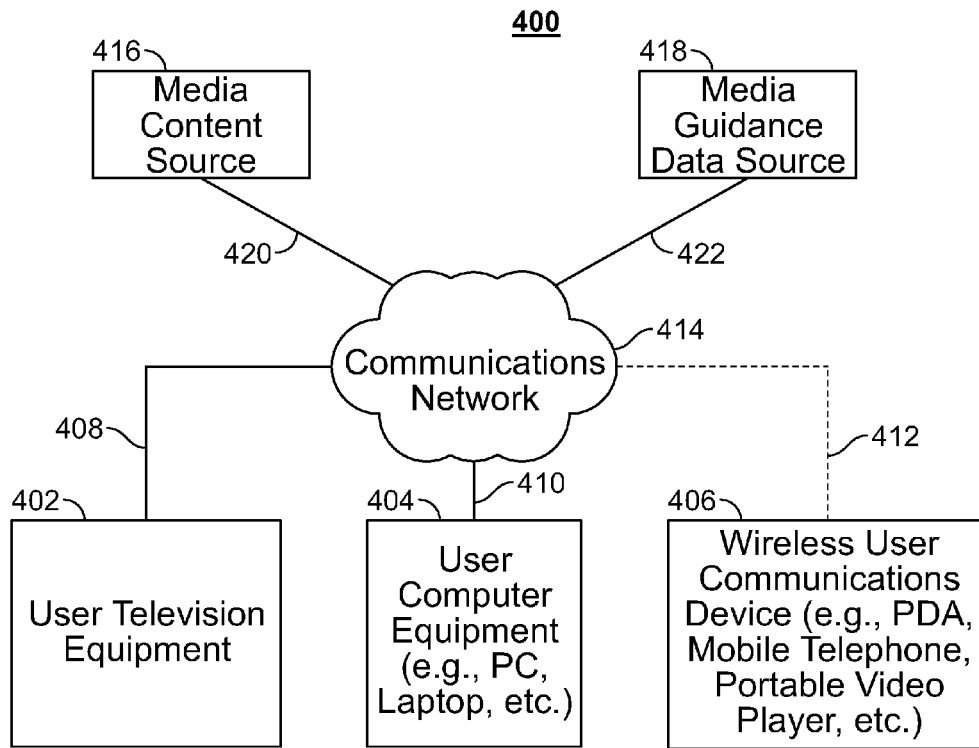 400
416
Media
Content
Source
418
Media
Guidance
Data Source
420
422
Communications
Network
414
408
412
402
User Television
Equipment
404
410
User
Computer
Equipment
(e.g., PC,
Laptop, etc.)
406
Wireless User
Communications
Device (e.g., PDA,
Mobile Telephone,
Portable Video
Player, etc.)